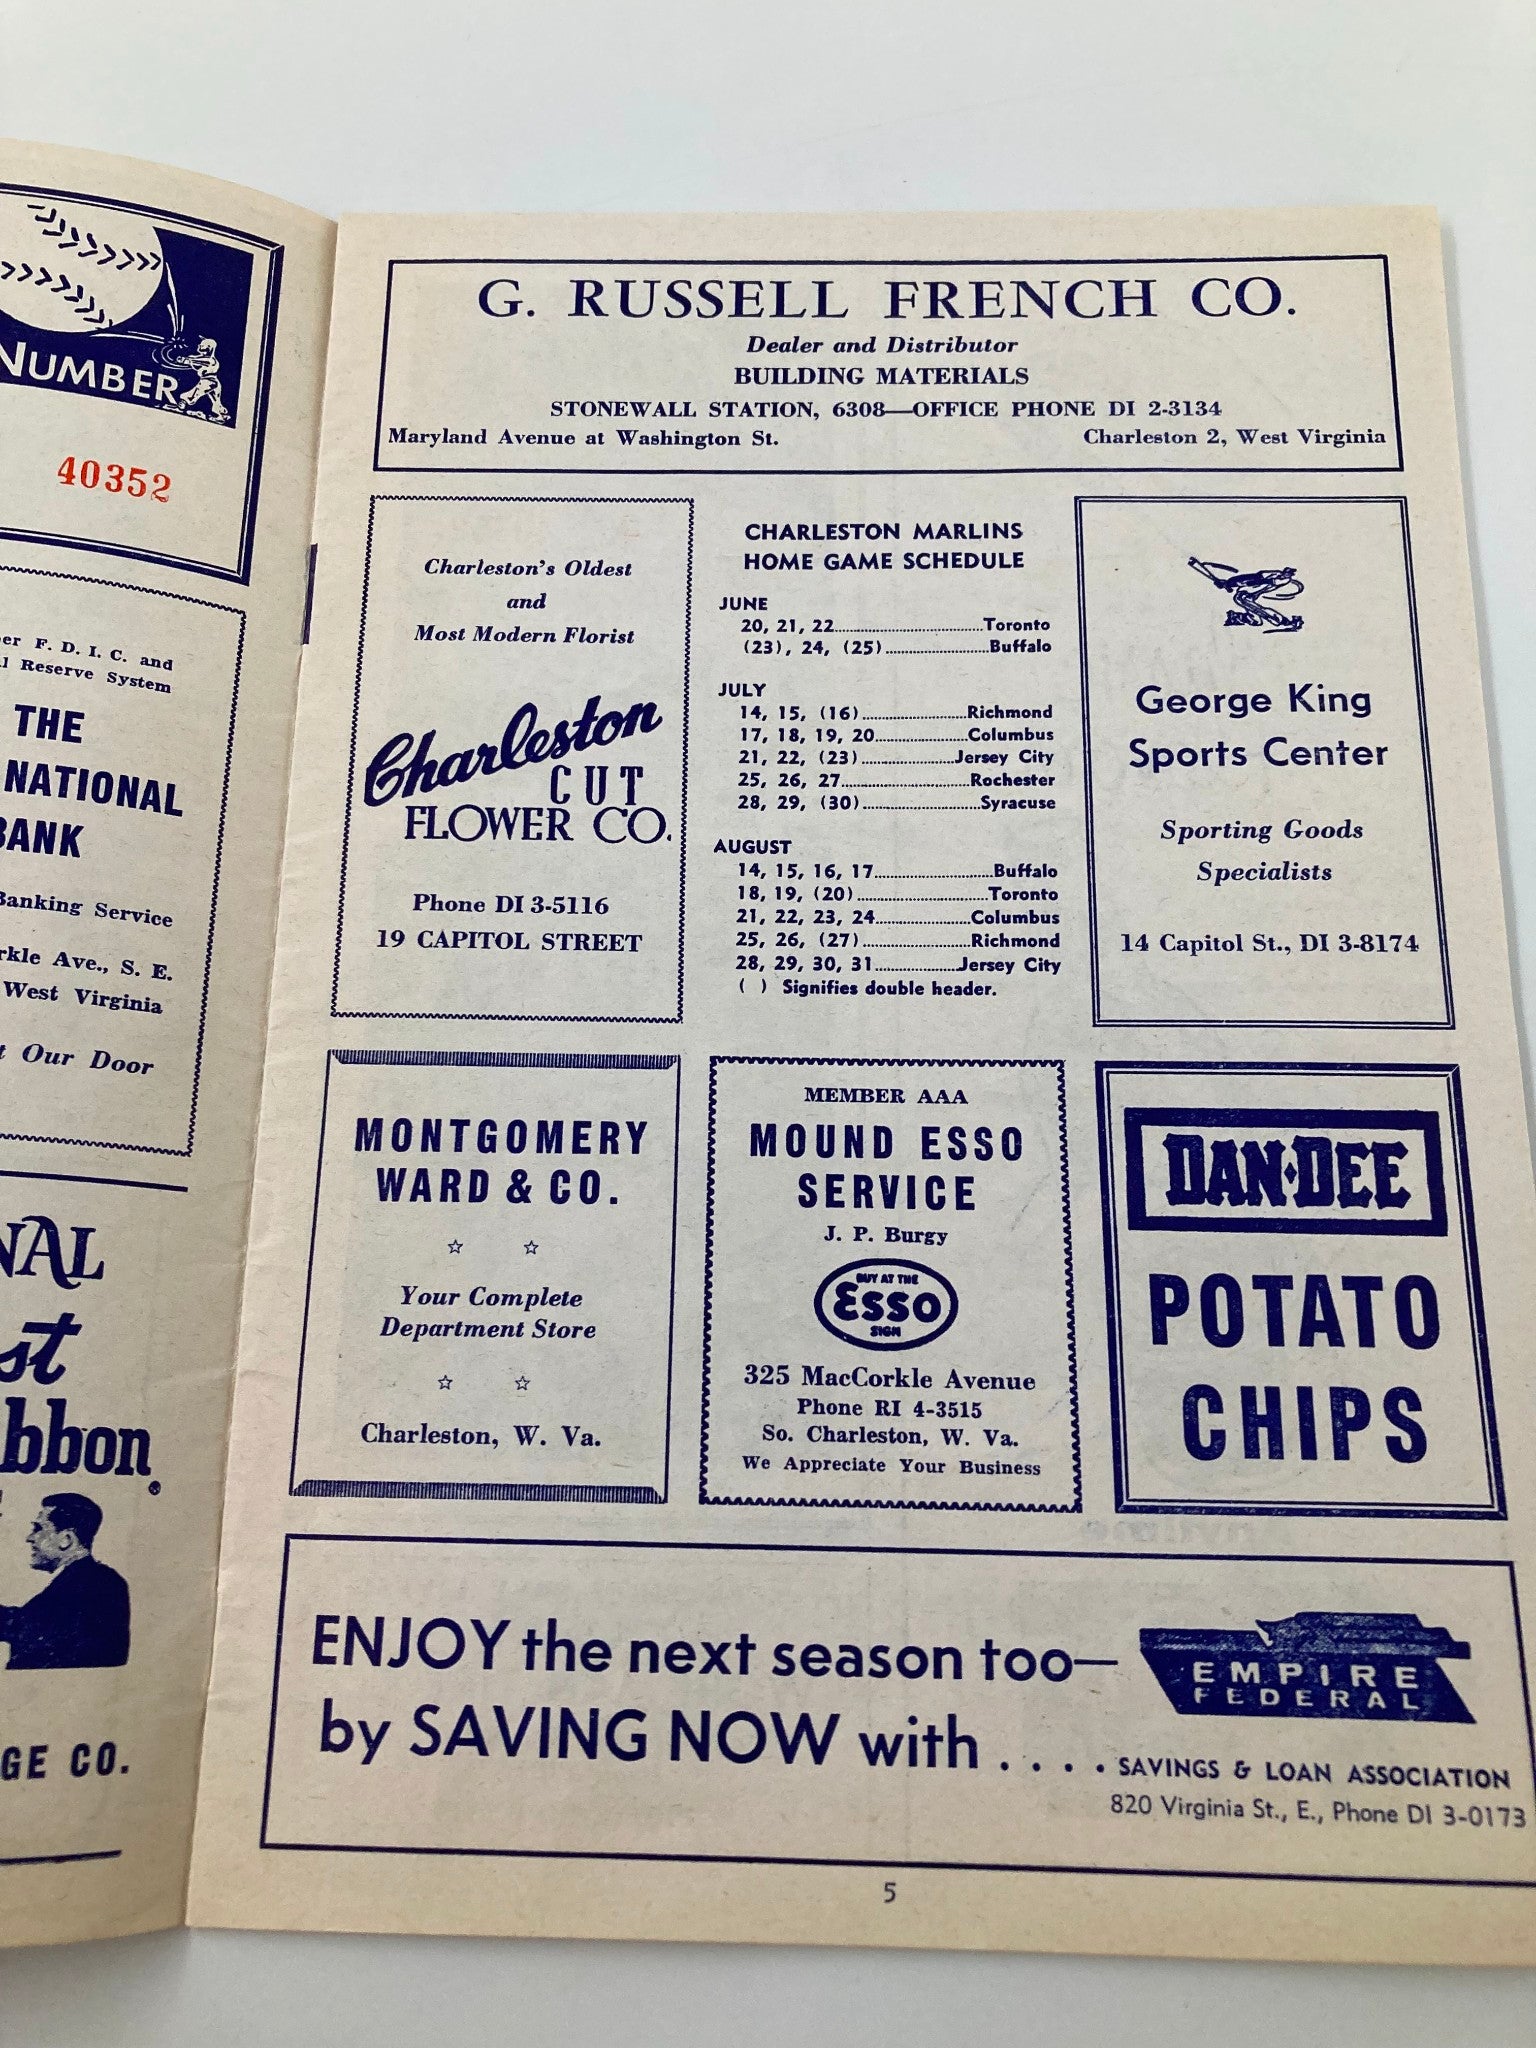 NUMBER
40352
F. D. I. C. and
Reserve System
THE
NATIONAL
BANK
Banking Service
Ave., S. E.
West Virginia
Our Door
GE CO.
G. RUSSELL FRENCH CO.
Dealer and Distributor
BUILDING MATERIALS
STONEWALL STATION, 6308—OFFICE PHONE DI 2-3134
Maryland Avenue at Washington St. Charleston 2, West Virginia
Charleston's Oldest
and
Most Modern Florist
Charleston
CUT
FLOWER CO.
Phone DI 3-5116
19 CAPITOL STREET
CHARLESTON MARLINS
HOME GAME SCHEDULE
JUNE
20, 21, 22..............................Toronto
(23), 24, (25)......................Buffalo
JULY
14, 15, (16)......................Richmond
17, 18, 19, 20...................Columbus
21, 22, (23)...................Jersey City
25, 26, 27..........................Rochester
28, 29, (30)........................Syracuse
AUGUST
14, 15, 16, 17........................Buffalo
18, 19, (20)...........................Toronto
21, 22, 23, 24...................Columbus
25, 26, (27)......................Richmond
28, 29, 30, 31.................Jersey City
( ) Signifies double header.
George King
Sports Center
Sporting Goods
Specialists
14 Capitol St., DI 3-8174
MONTGOMERY
WARD & CO.
☆ ☆
Your Complete
Department Store
☆ ☆
Charleston, W. Va.
MEMBER AAA
MOUND ESSO
SERVICE
J. P. Burgy
BUY AT THE
Esso
SIGN
325 MacCorkle Avenue
Phone RI 4-3515
So. Charleston, W. Va.
We Appreciate Your Business
DAN-DEE
POTATO
CHIPS
ENJOY the next season too—
by SAVING NOW with . . . .
EMPIRE
FEDERAL
SAVINGS & LOAN ASSOCIATION
820 Virginia St., E., Phone DI 3-0173
5